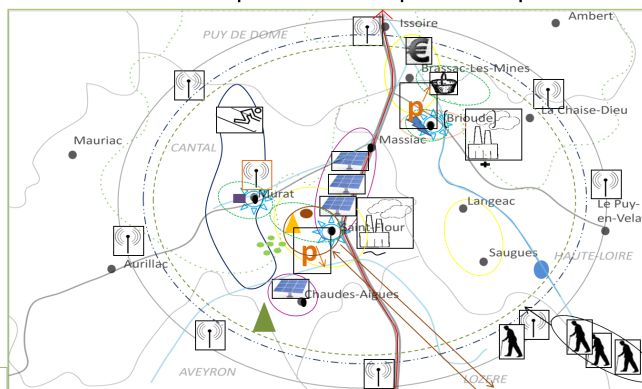 Ambert
Issoire
PUY DE DOME
€
Brassac-Les-Mines
p
La Chaise-Dieu
Brioude
Massiac
Mauriac
CANTAL
Murat
Langeac
Le Puy-
en-Vela
Saint-Flour
p
Saugues
HAUTE-LOIRE
Aurillac
Chaudes-Aigues
AVEYRON
LOZERE